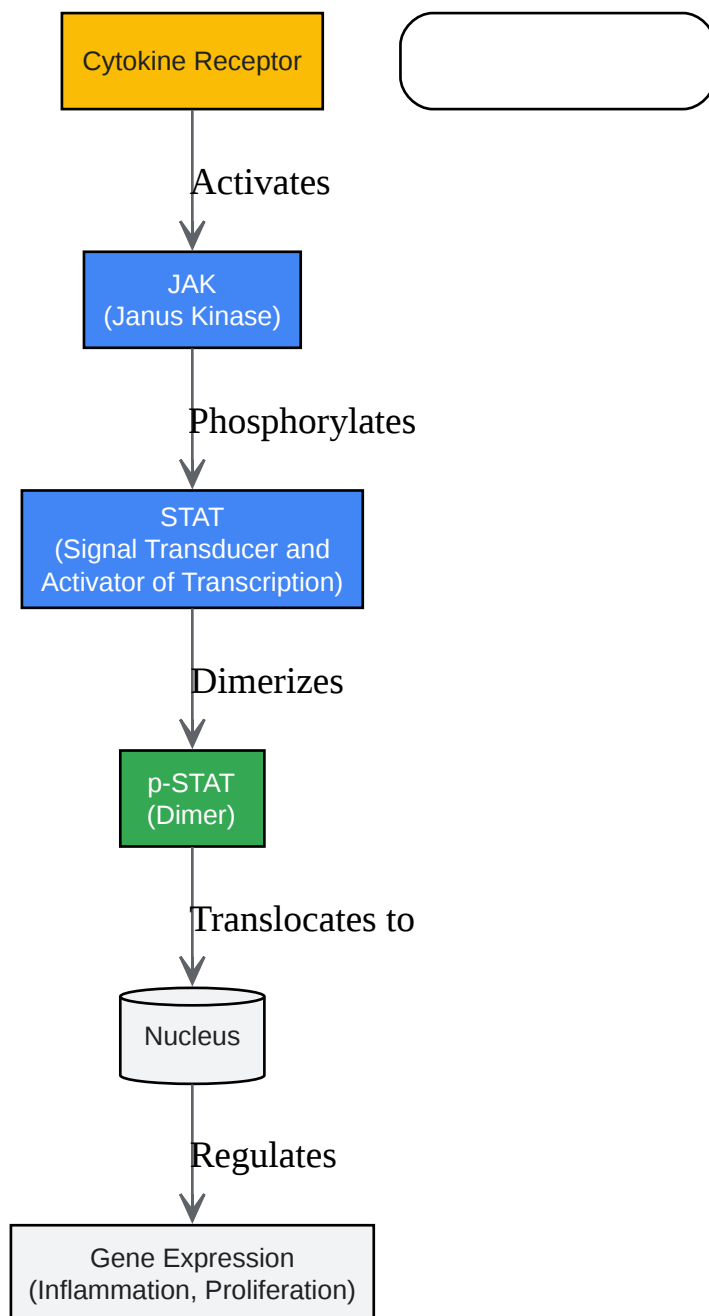 Cytokine Receptor
Activates
JAK
(Janus Kinase)
Phosphorylates
STAT
(Signal Transducer and
Activator of Transcription)
Dimerizes
p-STAT
(Dimer)
Translocates to
Nucleus
Regulates
Gene Expression
(Inflammation, Proliferation)